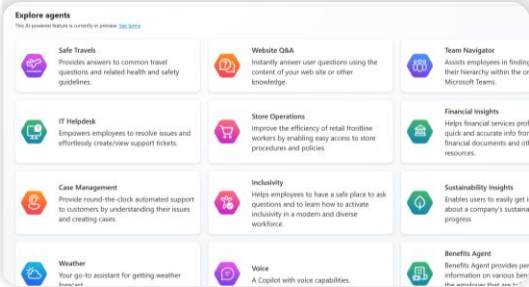 Explore agents
This AI-powered feature is currently in preview. See terms
Safe Travels
Provides answers to common travel
questions and related health and safety
guidelines.
Website Q&A
Instantly answer user questions using the
content of your web site or other
knowledge.
Team Navigator
Assists employees in finding
their hierarchy within the or
Microsoft Teams.
IT Helpdesk
Empowers employees to resolve issues and
effortlessly create/view support tickets.
Store Operations
Improve the efficiency of retail frontline
workers by enabling easy access to store
procedures and policies
Financial Insights
Helps financial services prof
quick and accurate info from
financial documents and oth
resources.
Case Management
Provide round-the-clock automated support
to customers by understanding their issues
and creating cases.
Inclusivity
Helps employees to have a safe place to ask
questions and to learn how to activate
inclusivity in a modern and diverse
workforce.
Sustainability Insights
Enables users to easily get i
about a company's sustaina
progress
Weather
Your go-to assistant for getting weather
forecast
Voice
A Copilot with voice capabilities.
Benefits Agent
Benefits Agent provides per
information on various ben
the employer that are